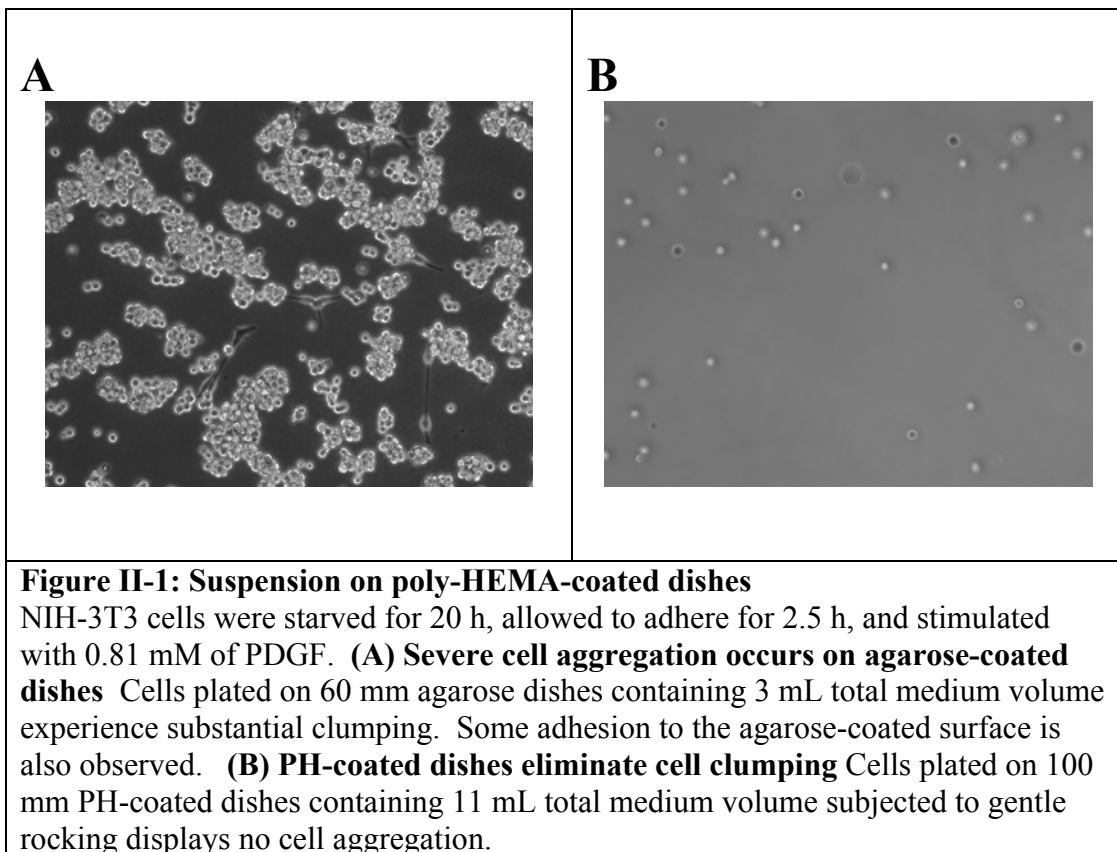 A
B
Figure II-1: Suspension on poly-HEMA-coated dishes
NIH-3T3 cells were starved for 20 h, allowed to adhere for 2.5 h, and stimulated
with 0.81 mM of PDGF. (A) Severe cell aggregation occurs on agarose-coated
dishes Cells plated on 60 mm agarose dishes containing 3 mL total medium volume
experience substantial clumping. Some adhesion to the agarose-coated surface is
also observed. (B) PH-coated dishes eliminate cell clumping Cells plated on 100
mm PH-coated dishes containing 11 mL total medium volume subjected to gentle
rocking displays no cell aggregation.